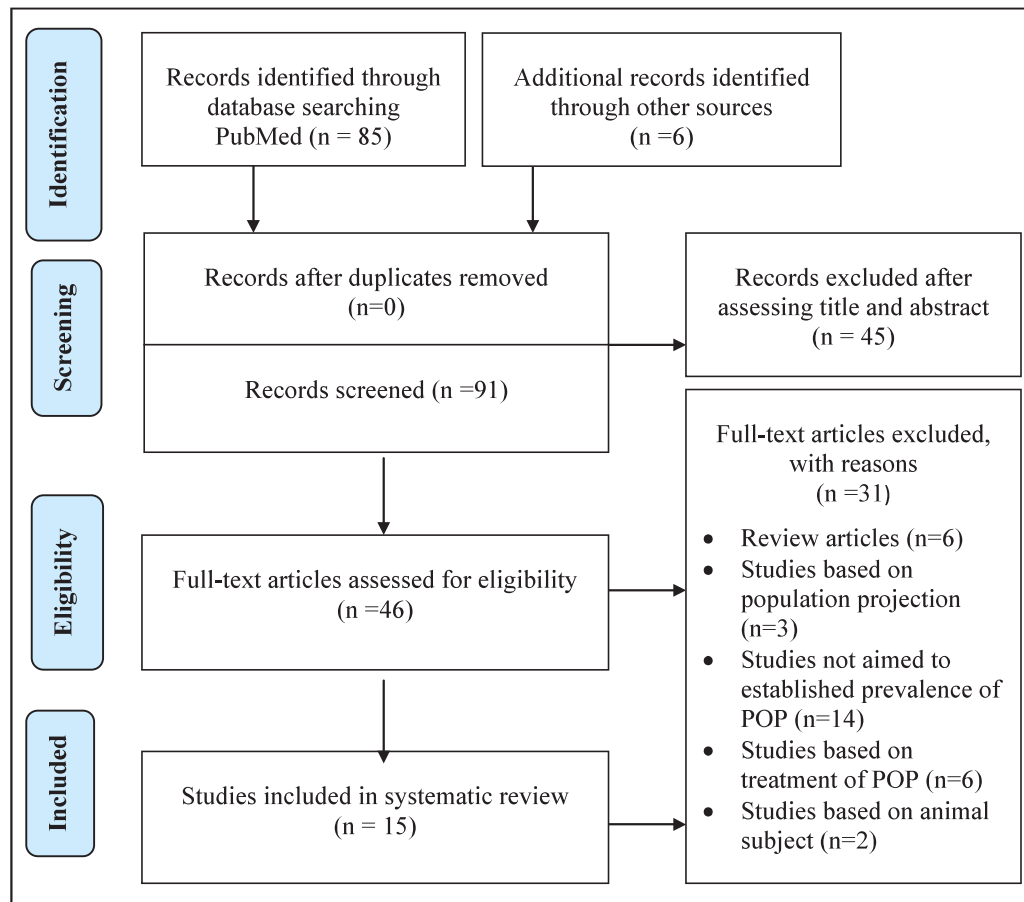 Identification
Records identified through
database searching
PubMed (n = 85)
Additional records identified
through other sources
(n =6)
Screening
Records after duplicates removed
(n=0)
Records screened (n =91)
Records excluded after
assessing title and abstract
(n = 45)
Eligibility
Full-text articles assessed for eligibility
(n =46)
Full-text articles excluded,
with reasons
(n =31)
• Review articles (n=6)
• Studies based on
population projection
(n=3)
• Studies not aimed to
established prevalence of
POP (n=14)
• Studies based on
treatment of POP (n=6)
• Studies based on animal
subject (n=2)
Included
Studies included in systematic review
(n = 15)